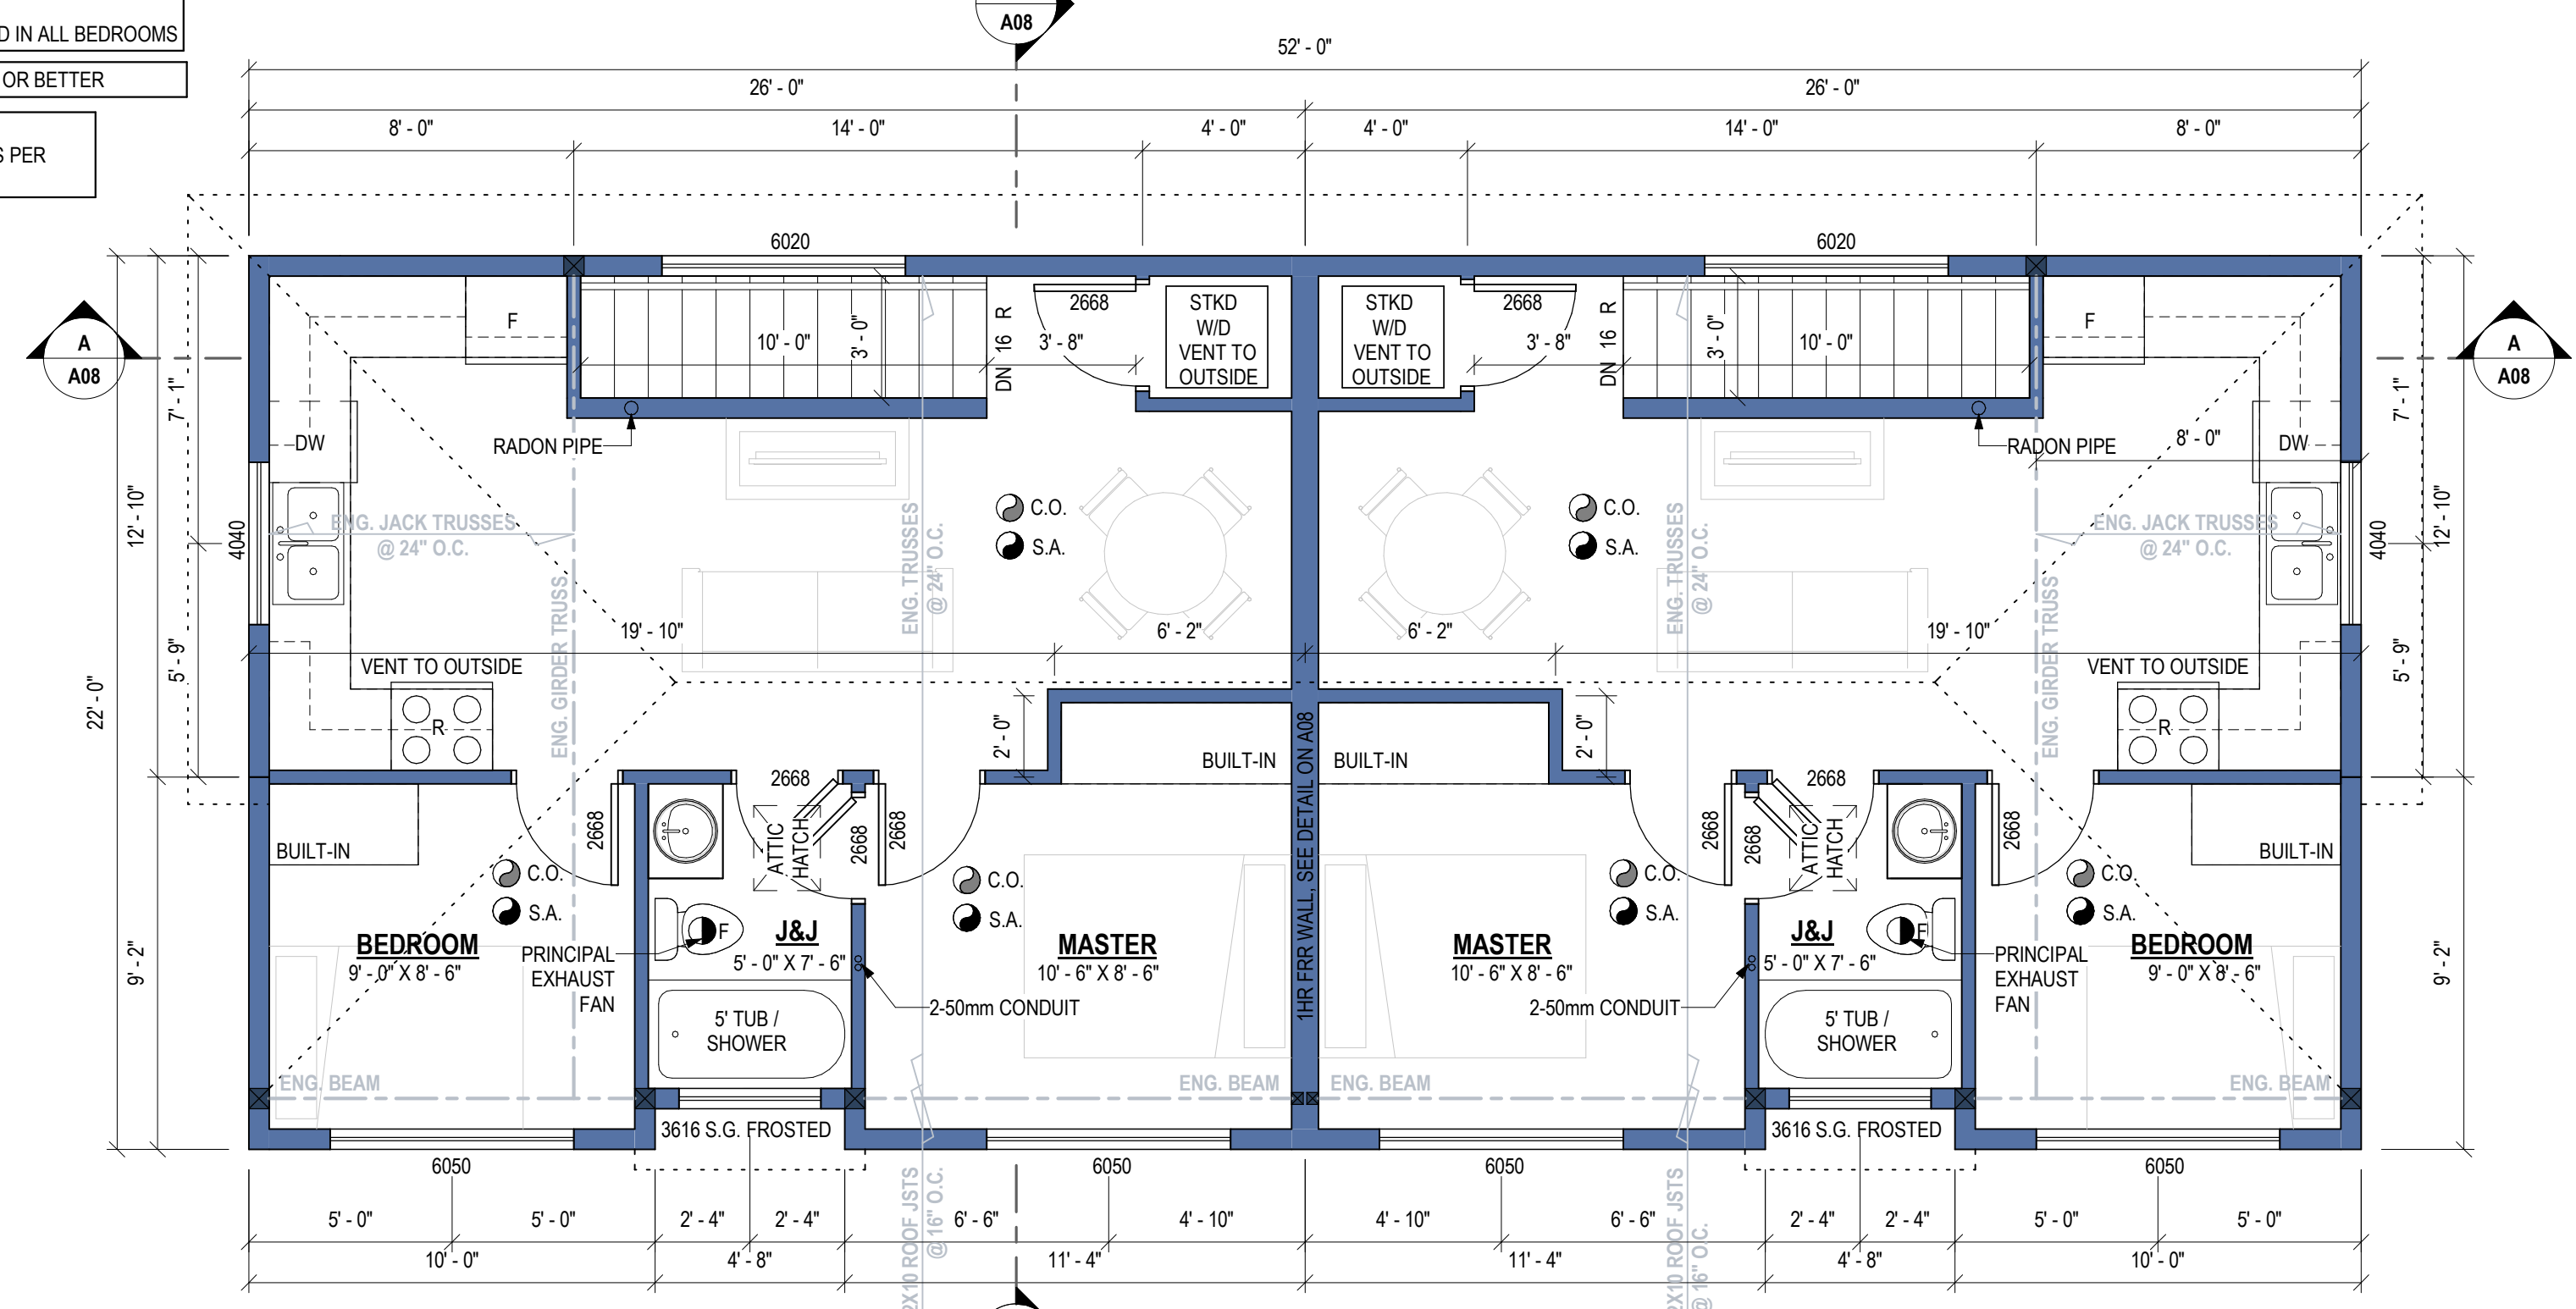 D IN ALL BEDROOMS
OR BETTER
S PER
A08
52' - 0"
26' - 0"
26' - 0"
8' - 0"
14' - 0"
4' - 0"
4' - 0"
14' - 0"
8' - 0"
6020
6020
A
A08
A
A08
F
10' - 0"
3' - 0"
DN 16 R
3' - 8"
2668
STKD
W/D
VENT TO
OUTSIDE
STKD
W/D
VENT TO
OUTSIDE
2668
3' - 8"
DN 16 R
3' - 0"
10' - 0"
F
7' - 1"
7' - 1"
DW
RADON PIPE
RADON PIPE
8' - 0"
DW
12' - 10"
4040
ENG. JACK TRUSSES
@ 24" O.C.
ENG. TRUSSES
@ 24" O.C.
C.O.
S.A.
C.O.
S.A.
ENG. TRUSSES
@ 24" O.C.
ENG. JACK TRUSSES
@ 24" O.C.
4040
12' - 10"
22' - 0"
5' - 9"
VENT TO OUTSIDE
ENG. GIRDER TRUSS
19' - 10"
6' - 2"
6' - 2"
19' - 10"
ENG. GIRDER TRUSS
VENT TO OUTSIDE
5' - 9"
R
2' - 0"
BUILT-IN
1HR FRR WALL, SEE DETAIL ON A08
BUILT-IN
2' - 0"
R
BUILT-IN
2668
2668
ATTIC
HATCH
2668
2668
2668
2668
2668
ATTIC
HATCH
2668
BUILT-IN
C.O.
S.A.
C.O.
S.A.
C.O.
S.A.
C.O.
S.A.
9' - 2"
BEDROOM
9' - 0" X 8' - 6"
PRINCIPAL
EXHAUST
FAN
F
J&J
5' - 0" X 7' - 6"
MASTER
10' - 6" X 8' - 6"
MASTER
10' - 6" X 8' - 6"
J&J
5' - 0" X 7' - 6"
F
PRINCIPAL
EXHAUST
FAN
BEDROOM
9' - 0" X 8' - 6"
9' - 2"
2-50mm CONDUIT
2-50mm CONDUIT
5' TUB /
SHOWER
5' TUB /
SHOWER
ENG. BEAM
ENG. BEAM
ENG. BEAM
ENG. BEAM
3616 S.G. FROSTED
3616 S.G. FROSTED
6050
6050
6050
6050
2X10 ROOF JSTS
@ 16" O.C.
2X10 ROOF JSTS
@ 16" O.C.
5' - 0"
5' - 0"
2' - 4"
2' - 4"
6' - 6"
4' - 10"
4' - 10"
6' - 6"
2' - 4"
2' - 4"
5' - 0"
5' - 0"
10' - 0"
4' - 8"
11' - 4"
11' - 4"
4' - 8"
10' - 0"